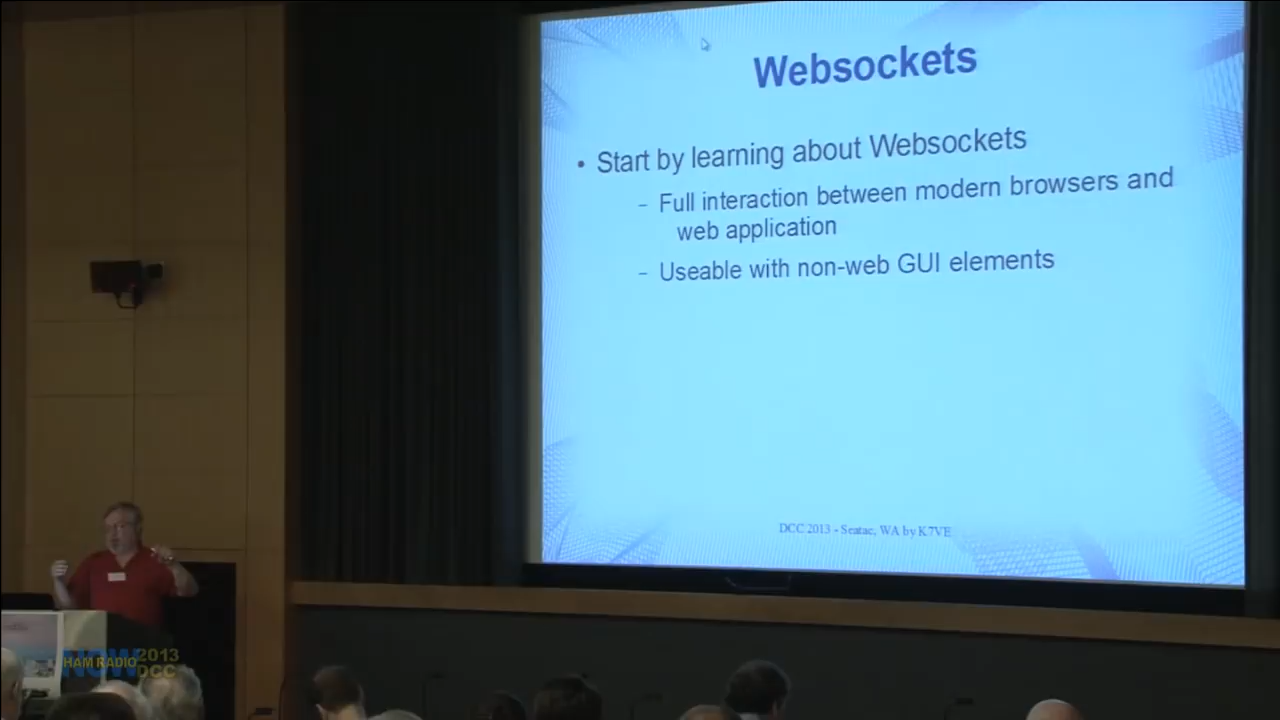 Websockets
• Start by learning about Websockets
– Full interaction between modern browsers and
web application
– Useable with non-web GUI elements
DCC 2013 - Seatac, WA by K7VE
HAM RADIO NOW 2013
DCC